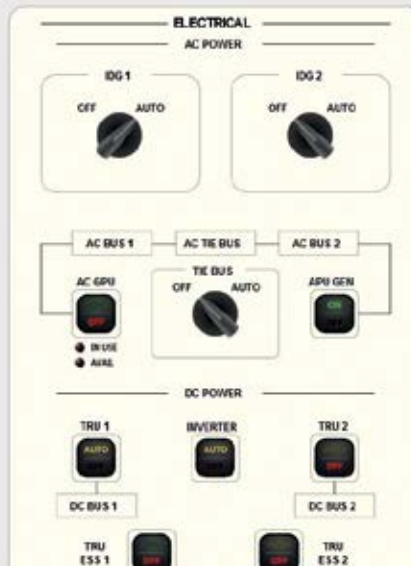 ELECTRICAL
AC POWER
IDG 1
IDG 2
OFF AUTO
OFF AUTO
AC BUS 1
AC TIE BUS
AC BUS 2
TIE BUS
AC GPU
OFF AUTO
APU GEN
OFF
ON
IN USE
AVAIL
DC POWER
TRU 1
INVERTER
TRU 2
AUTO
AUTO
OFF
DC BUS 1
DC BUS 2
TRU
ESS 1
OFF
OFF
TRU
ESS 2